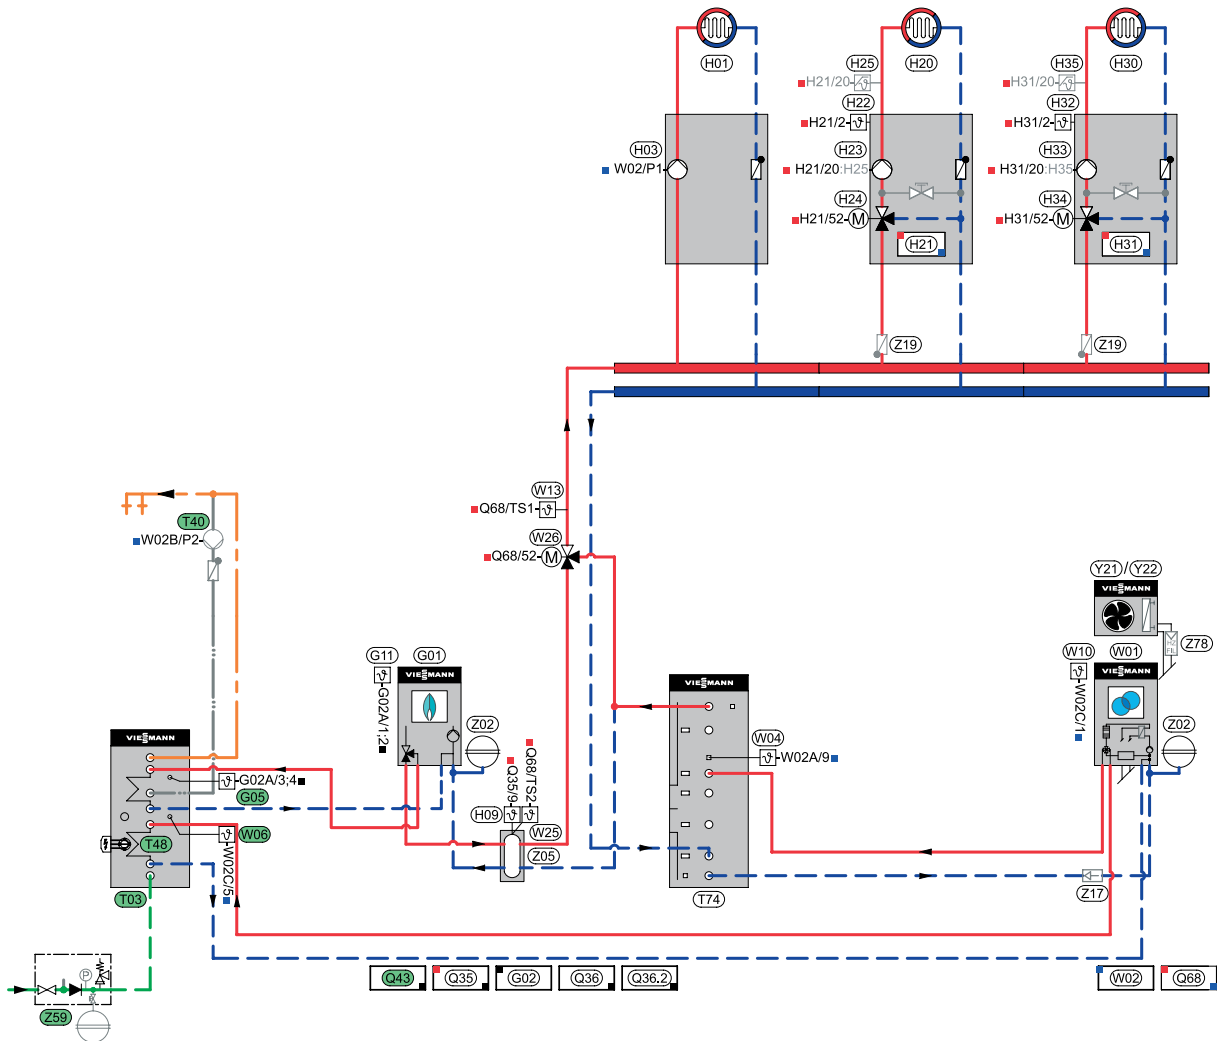 H01
H25
H20
H35
H30
H21/20
H31/20
H22
H32
H21/2
H31/2
H03
H23
H33
W02/P1
H21/20:H25
H31/20:H35
H24
H34
H21/52
M
H31/52
M
H21
H31
Z19
Z19
W13
Q68/TS1
T40
W02B/P2
W26
Q68/52
M
Y21/Y22
VIESMANN
Z78
G11
G01
W10
W01
VIESMANN
VIESMANN
VIESMANN
G02A/1;2
Z02
W02C/1
Z02
VIESMANN
W04
W02A/9
Q35/9
Q68/TS2
G02A/3;4
G05
H09
W25
W06
T48
Z05
W02C/5
T03
T74
Z17
P
Z59
Q43
Q35
G02
Q36
Q36.2
W02
Q68